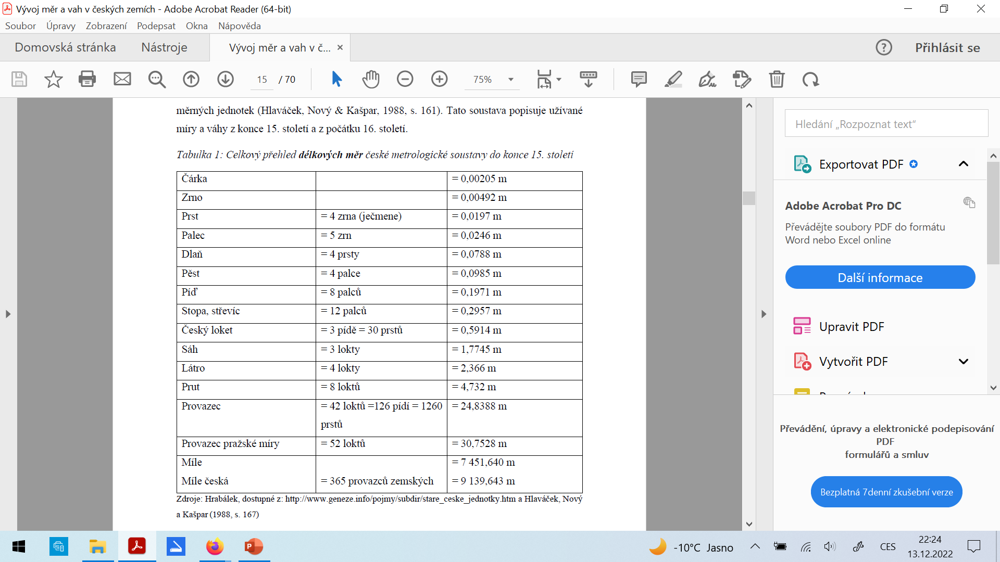 Vývoj měr a vah v českých zemích - Adobe Acrobat Reader (64-bit)
Soubor Úpravy Zobrazení Podepsat Okna Nápověda
Domovská stránka Nástroje Vývoj měr a vah v č... × Přihlásit se
15 / 70 75%
měrných jednotek (Hlaváček, Nový & Kašpar, 1988, s. 161). Tato soustava popisuje užívané
míry a váhy z konce 15. století a z počátku 16. století.
Tabulka 1: Celkový přehled délkových měr české metrologické soustavy do konce 15. století
Čárka = 0,00205 m
Zrno = 0,00492 m
Prst = 4 zrna (ječmene) = 0,0197 m
Palec = 5 zrn = 0,0246 m
Dlaň = 4 prsty = 0,0788 m
Pěst = 4 palce = 0,0985 m
Píď = 8 palců = 0,1971 m
Stopa, střevíc = 12 palců = 0,2957 m
Český loket = 3 pídě = 30 prstů = 0,5914 m
Sáh = 3 lokty = 1,7745 m
Látro = 4 lokty = 2,366 m
Prut = 8 loktů = 4,732 m
Provazec = 42 loktů =126 pídí = 1260 = 24,8388 m
prstů
Provazec pražské míry = 52 loktů = 30,7528 m
Míle = 7 451,640 m
Míle česká = 365 provazců zemských = 9 139,643 m
Zdroje: Hrabálek, dostupné z: http://www.geneze.info/pojmy/subdir/stare_ceske_jednotky.htm a Hlaváček, Nový
a Kašpar (1988, s. 167)
Hledání „Rozpoznat text“
Exportovat PDF
Adobe Acrobat Pro DC
Převádějte soubory PDF do formátu
Word nebo Excel online
Další informace
Upravit PDF
Vytvořit PDF
Převádění, úpravy a elektronické podepisování
PDF
formulářů a smluv
Bezplatná 7denní zkušební verze
-10°C Jasno CES 22:24
13.12.2022